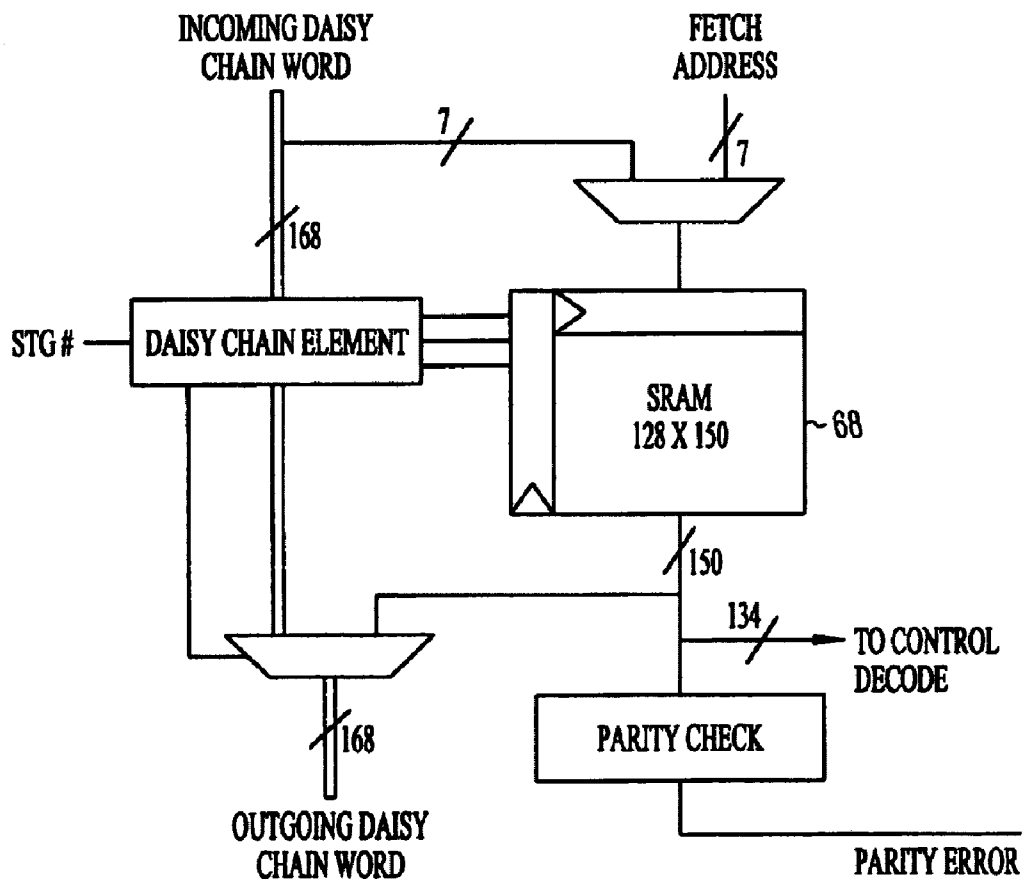 INCOMING DAISY
CHAIN WORD
FETCH
ADDRESS
7
7
168
STG #
DAISY CHAIN ELEMENT
SRAM
128 X 150
68
150
134
TO CONTROL
DECODE
168
PARITY CHECK
OUTGOING DAISY
CHAIN WORD
PARITY ERROR